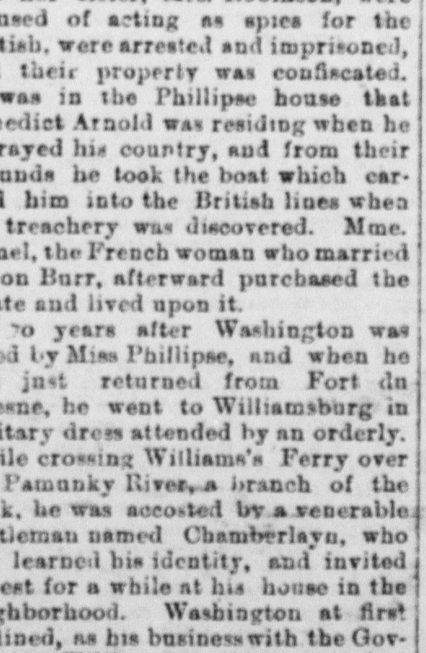 used of acting as spies for the
tish, were arrested and imprisoned,
their property was confiscated.
was in the Phillipse house that
edict Arnold was residing when he
rayed his country, and from their
unds he took the boat which car-
d him into the British lines when
treachery was discovered. Mme.
nel, the French woman who married
on Burr, afterward purchased the
ate and lived upon it.
wo years after Washington was
ed by Miss Phillipse, and when he
just returned from Fort du
esne, he went to Williamsburg in
itary dress attended by an orderly.
ile crossing Williams's Ferry over
Pamunky River, a branch of the
k, he was accosted by a venerable
tleman named Chamberlayn, who
learned his identity, and invited
est for a while at his house in the
ghborhood. Washington at first
lined, as his business with the Gov-